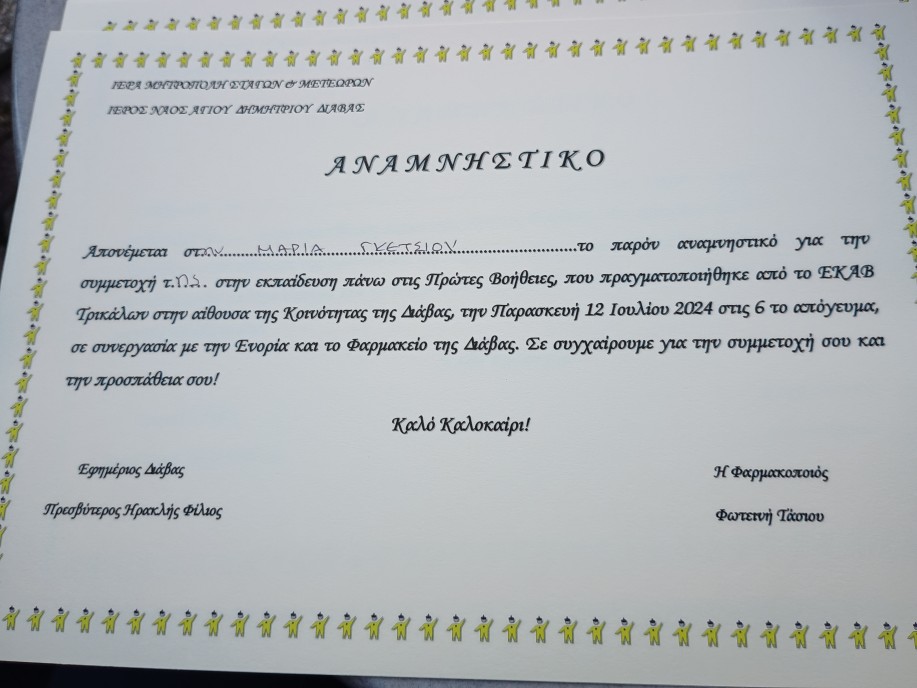 ΙΕΡΑ ΜΗΤΡΟΠΟΛΗ ΣΤΑΓΩΝ & ΜΕΤΕΩΡΩΝ
ΙΕΡΟΣ ΝΑΟΣ ΑΓΙΟΥ ΔΗΜΗΤΡΙΟΥ ΔΙΑΒΑΣ
ΑΝΑΜΝΗΣΤΙΚΟ
Απονέμεται στην ΜΑΡΙΑ ΓΚΕΤΣΙΟΥ το παρόν αναμνηστικό για την
συμμετοχή της. στην εκπαίδευση πάνω στις Πρώτες Βοήθειες, που πραγματοποιήθηκε από το ΕΚΑΒ
Τρικάλων στην αίθουσα της Κοινότητας της Διάβας, την Παρασκευή 12 Ιουλίου 2024 στις 6 το απόγευμα,
σε συνεργασία με την Ενορία και το Φαρμακείο της Διάβας. Σε συγχαίρουμε για την συμμετοχή σου και
την προσπάθεια σου!
Καλό Καλοκαίρι!
Εφημέριος Διάβας
Η Φαρμακοποιός
Πρεσβύτερος Ηρακλής Φίλιος
Φωτεινή Τάσιου